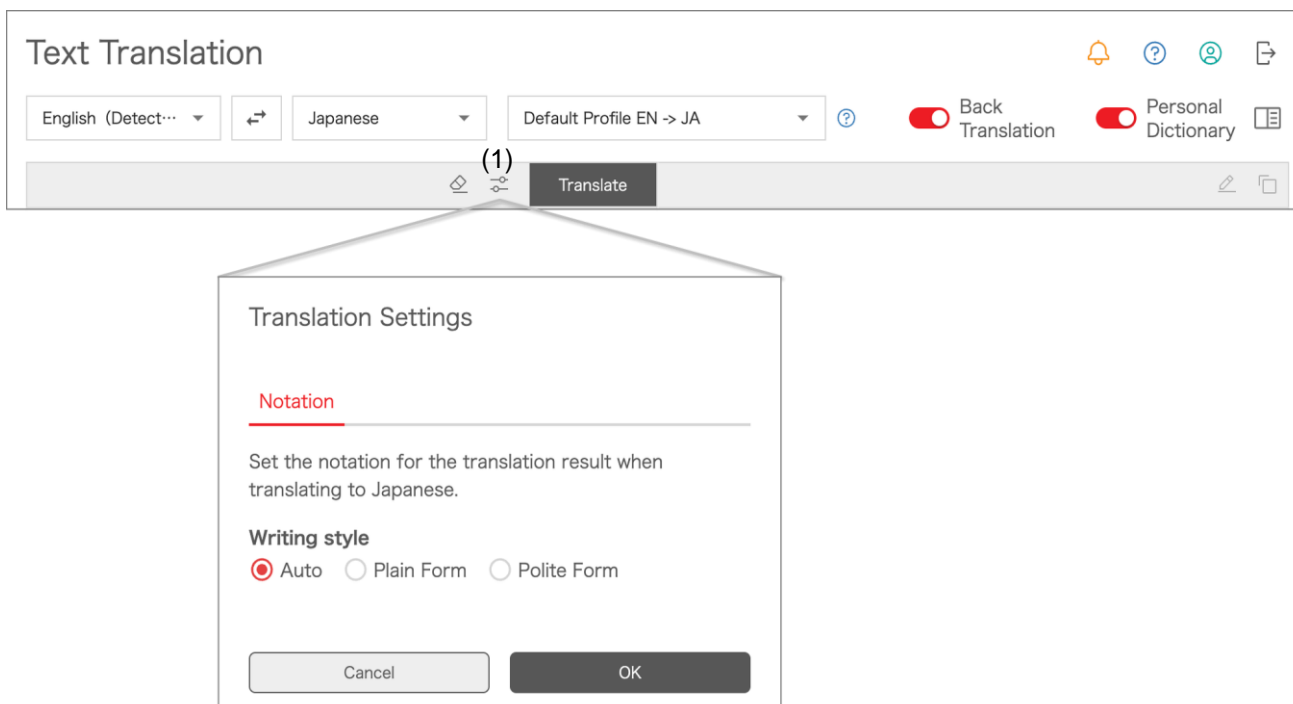 Text Translation
English (Detect⋯
Japanese
Default Profile EN -> JA
Back
Translation
Personal
Dictionary
(1)
Translate
Translation Settings
Notation
Set the notation for the translation result when
translating to Japanese.
Writing style
Auto Plain Form Polite Form
Cancel OK